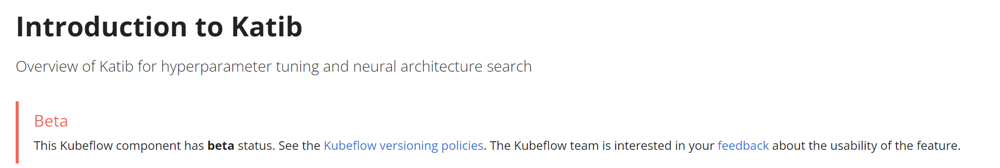 Introduction to Katib
Overview of Katib for hyperparameter tuning and neural architecture search
Beta
This Kubeflow component has beta status. See the Kubeflow versioning policies. The Kubeflow team is interested in your feedback about the usability of the feature.